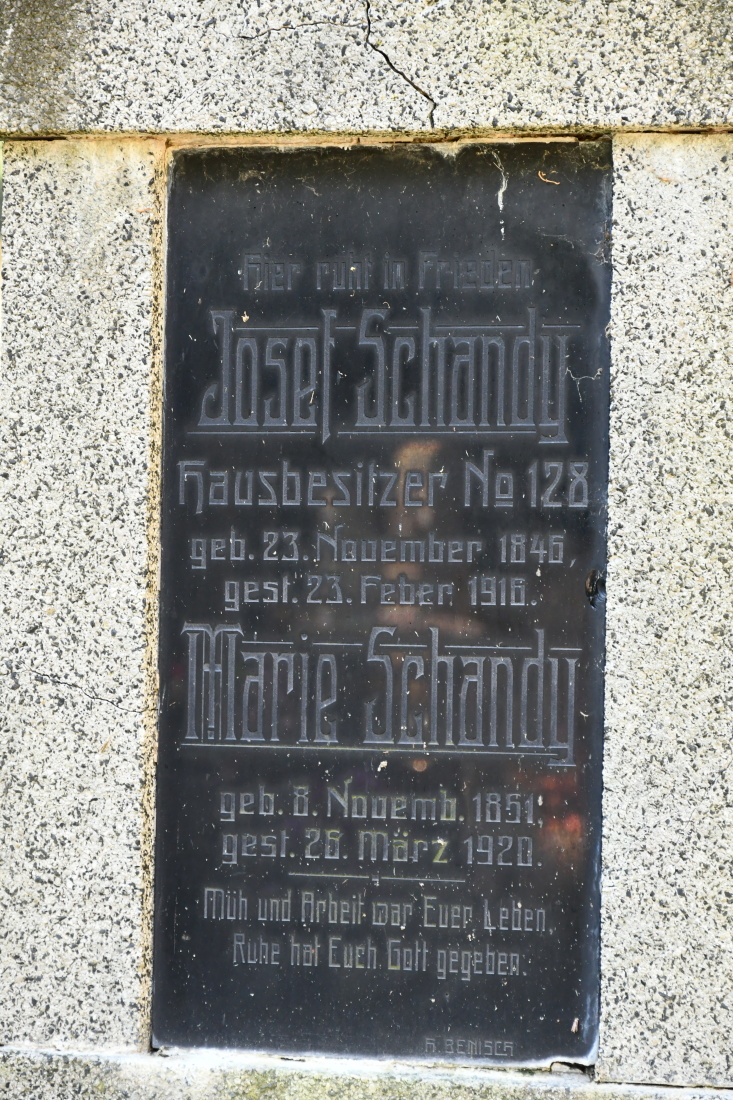 Hier ruht in Frieden
Josef Schandy
Hausbesitzer No 128
geb. 23. November 1846,
gest. 23. Feber 1918.
Marie Schandy
geb. 8. Novemb. 1851,
gest. 26. März 1920.
Müh und Arbeit war Euer Leben,
Ruhe hat Euch Gott gegeben.
R. BENISCH